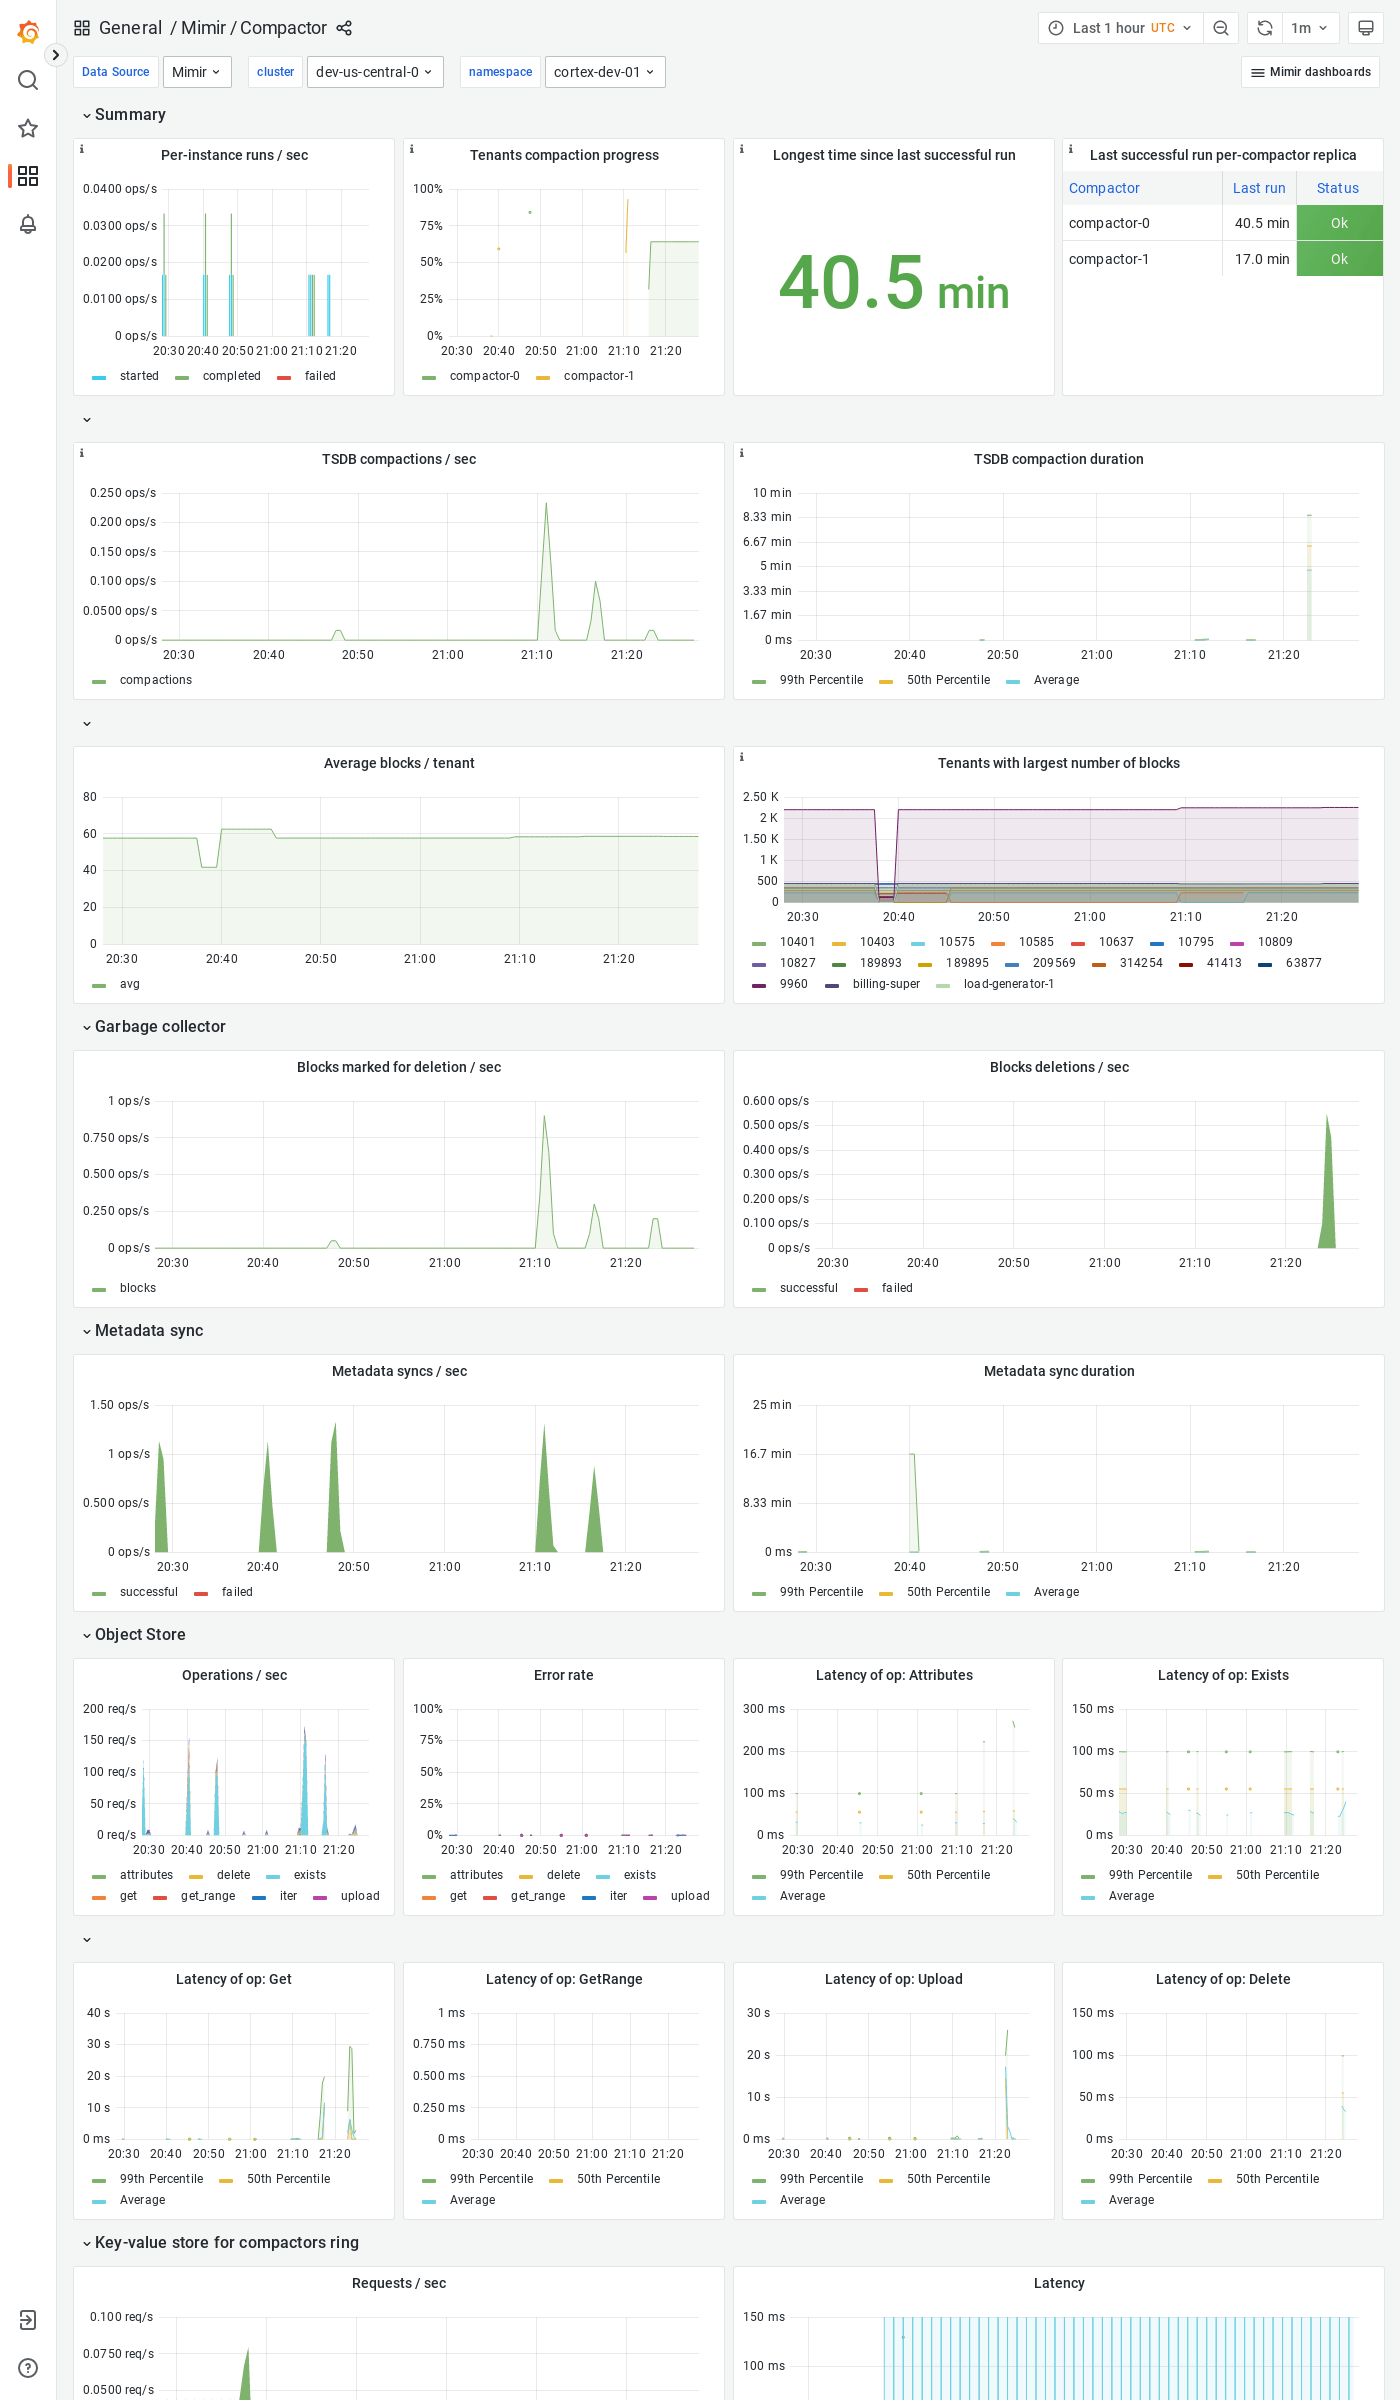 General / Mimir / Compactor
Last 1 hour UTC
1m
Data Source Mimir cluster dev-us-central-0 namespace cortex-dev-01
Mimir dashboards
Summary
Per-instance runs / sec
0.0400 ops/s
0.0300 ops/s
0.0200 ops/s
0.0100 ops/s
0 ops/s
20:30 20:40 20:50 21:00 21:10 21:20
started completed failed
Tenants compaction progress
100%
75%
50%
25%
0%
20:30 20:40 20:50 21:00 21:10 21:20
compactor-0 compactor-1
Longest time since last successful run
40.5 min
Last successful run per-compactor replica
Compactor Last run Status
compactor-0 40.5 min Ok
compactor-1 17.0 min Ok
TSDB compactions / sec
0.250 ops/s
0.200 ops/s
0.150 ops/s
0.100 ops/s
0.0500 ops/s
0 ops/s
20:30 20:40 20:50 21:00 21:10 21:20
compactions
TSDB compaction duration
10 min
8.33 min
6.67 min
5 min
3.33 min
1.67 min
0 ms
20:30 20:40 20:50 21:00 21:10 21:20
99th Percentile 50th Percentile Average
Average blocks / tenant
80
60
40
20
0
20:30 20:40 20:50 21:00 21:10 21:20
avg
Tenants with largest number of blocks
2.50 K
2 K
1.50 K
1 K
500
0
20:30 20:40 20:50 21:00 21:10 21:20
10401 10403 10575 10585 10637 10795 10809
10827 189893 189895 209569 314254 41413 63877
9960 billing-super load-generator-1
Garbage collector
Blocks marked for deletion / sec
1 ops/s
0.750 ops/s
0.500 ops/s
0.250 ops/s
0 ops/s
20:30 20:40 20:50 21:00 21:10 21:20
blocks
Blocks deletions / sec
0.600 ops/s
0.500 ops/s
0.400 ops/s
0.300 ops/s
0.200 ops/s
0.100 ops/s
0 ops/s
20:30 20:40 20:50 21:00 21:10 21:20
successful failed
Metadata sync
Metadata syncs / sec
1.50 ops/s
1 ops/s
0.500 ops/s
0 ops/s
20:30 20:40 20:50 21:00 21:10 21:20
successful failed
Metadata sync duration
25 min
16.7 min
8.33 min
0 ms
20:30 20:40 20:50 21:00 21:10 21:20
99th Percentile 50th Percentile Average
Object Store
Operations / sec
200 req/s
150 req/s
100 req/s
50 req/s
0 req/s
20:30 20:40 20:50 21:00 21:10 21:20
attributes delete exists
get get_range iter upload
Error rate
100%
75%
50%
25%
0%
20:30 20:40 20:50 21:00 21:10 21:20
attributes delete exists
get get_range iter upload
Latency of op: Attributes
300 ms
200 ms
100 ms
0 ms
20:30 20:40 20:50 21:00 21:10 21:20
99th Percentile 50th Percentile
Average
Latency of op: Exists
150 ms
100 ms
50 ms
0 ms
20:30 20:40 20:50 21:00 21:10 21:20
99th Percentile 50th Percentile
Average
Latency of op: Get
40 s
30 s
20 s
10 s
0 ms
20:30 20:40 20:50 21:00 21:10 21:20
99th Percentile 50th Percentile
Average
Latency of op: GetRange
1 ms
0.750 ms
0.500 ms
0.250 ms
0 ms
20:30 20:40 20:50 21:00 21:10 21:20
99th Percentile 50th Percentile
Average
Latency of op: Upload
30 s
20 s
10 s
0 ms
20:30 20:40 20:50 21:00 21:10 21:20
99th Percentile 50th Percentile
Average
Latency of op: Delete
150 ms
100 ms
50 ms
0 ms
20:30 20:40 20:50 21:00 21:10 21:20
99th Percentile 50th Percentile
Average
Key-value store for compactors ring
Requests / sec
0.100 req/s
0.0750 req/s
0.0500 req/s
Latency
150 ms
100 ms